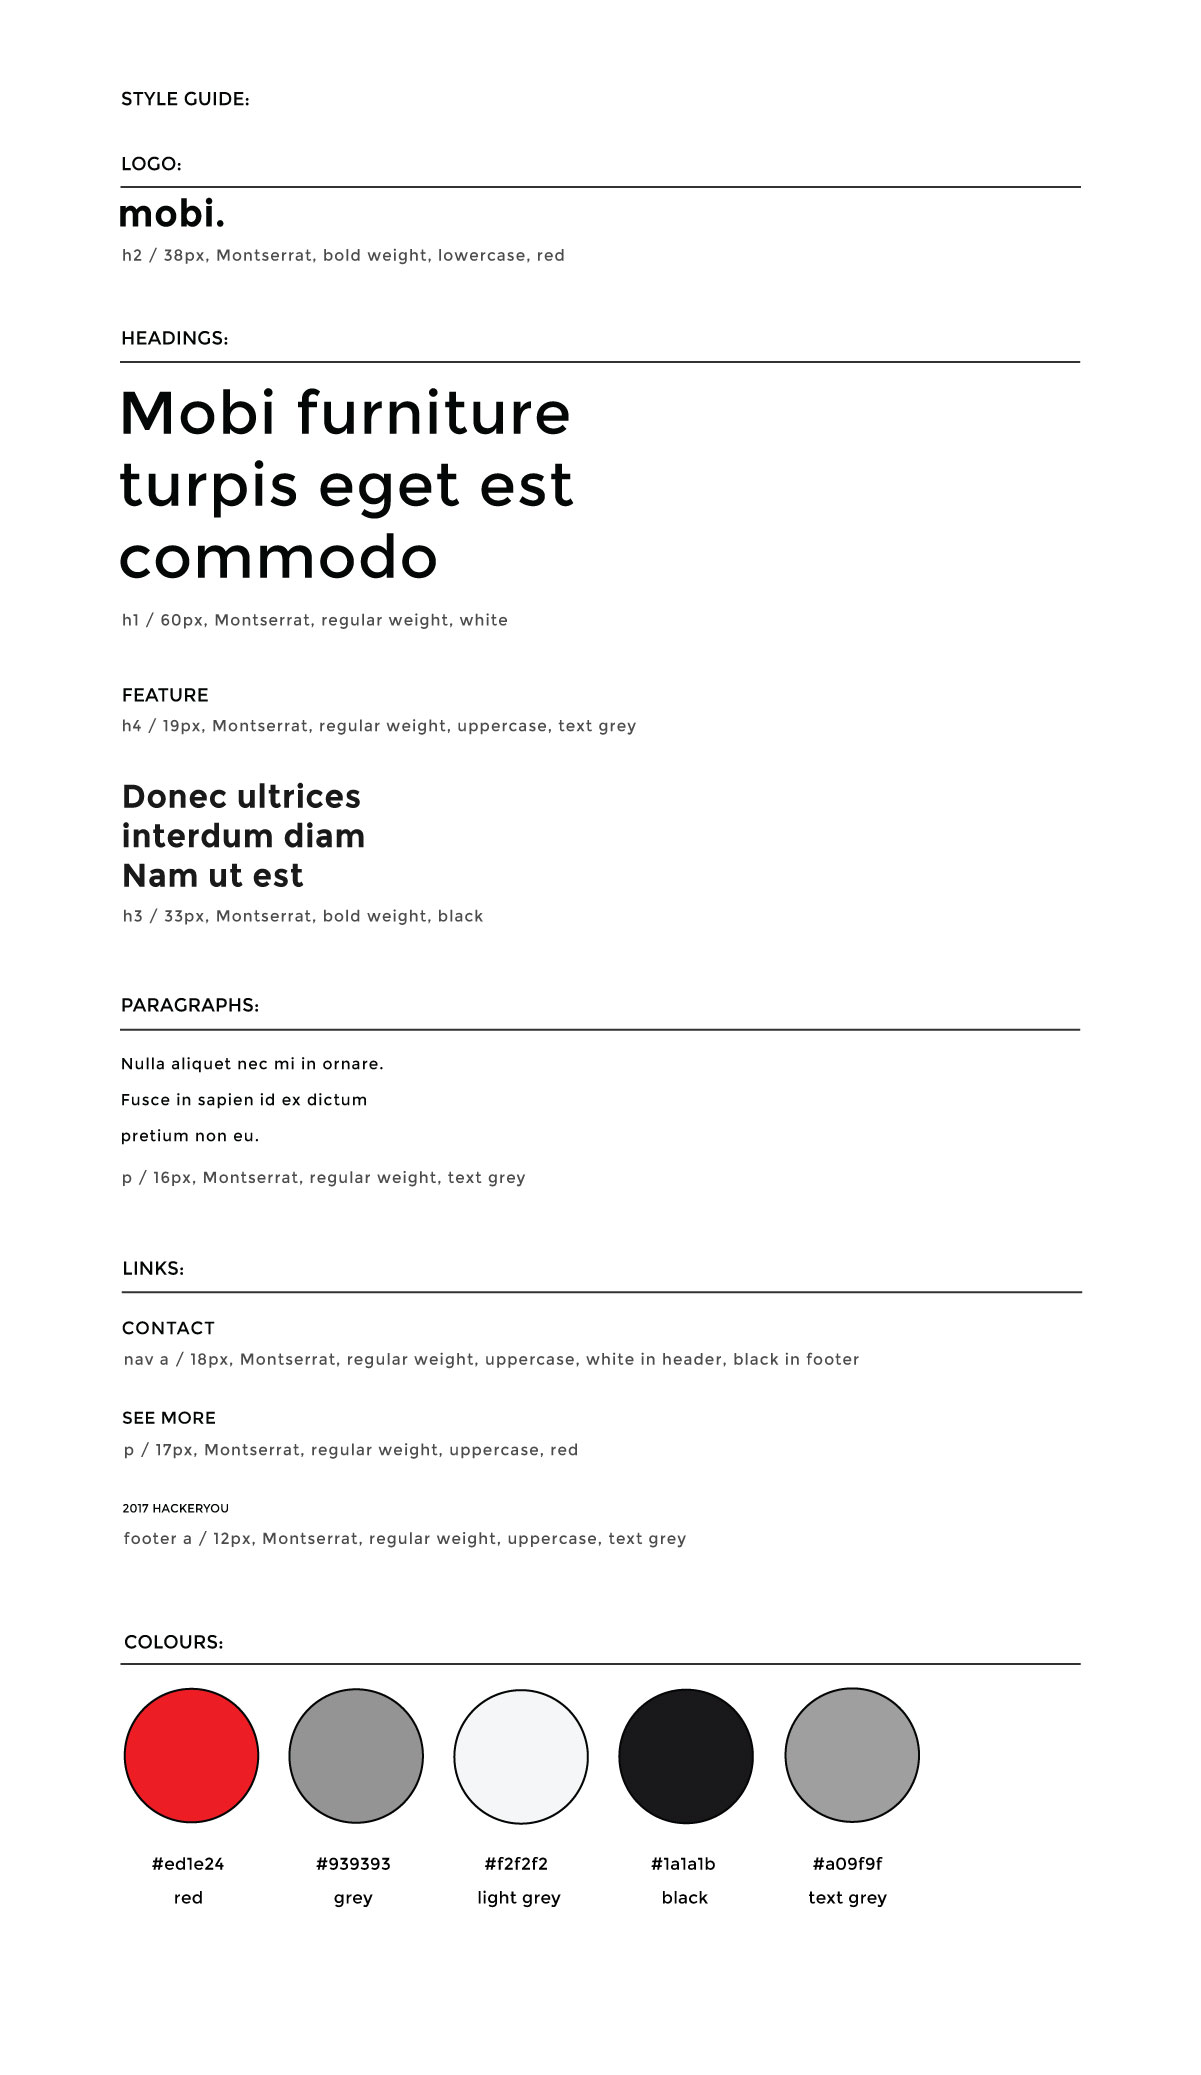 STYLE GUIDE:
LOGO:
mobi.
h2 / 38px, Montserrat, bold weight, lowercase, red
HEADINGS:
Mobi furniture
turpis eget est
commodo
h1 / 60px, Montserrat, regular weight, white
FEATURE
h4 / 19px, Montserrat, regular weight, uppercase, text grey
Donec ultrices
interdum diam
Nam ut est
h3 / 33px, Montserrat, bold weight, black
PARAGRAPHS:
Nulla aliquet nec mi in ornare.
Fusce in sapien id ex dictum
pretium non eu.
p / 16px, Montserrat, regular weight, text grey
LINKS:
CONTACT
nav a / 18px, Montserrat, regular weight, uppercase, white in header, black in footer
SEE MORE
p / 17px, Montserrat, regular weight, uppercase, red
2017 HACKERYOU
footer a / 12px, Montserrat, regular weight, uppercase, text grey
COLOURS:
#ed1e24 #939393 #f2f2f2 #1a1a1b #a09f9f
red grey light grey black text grey